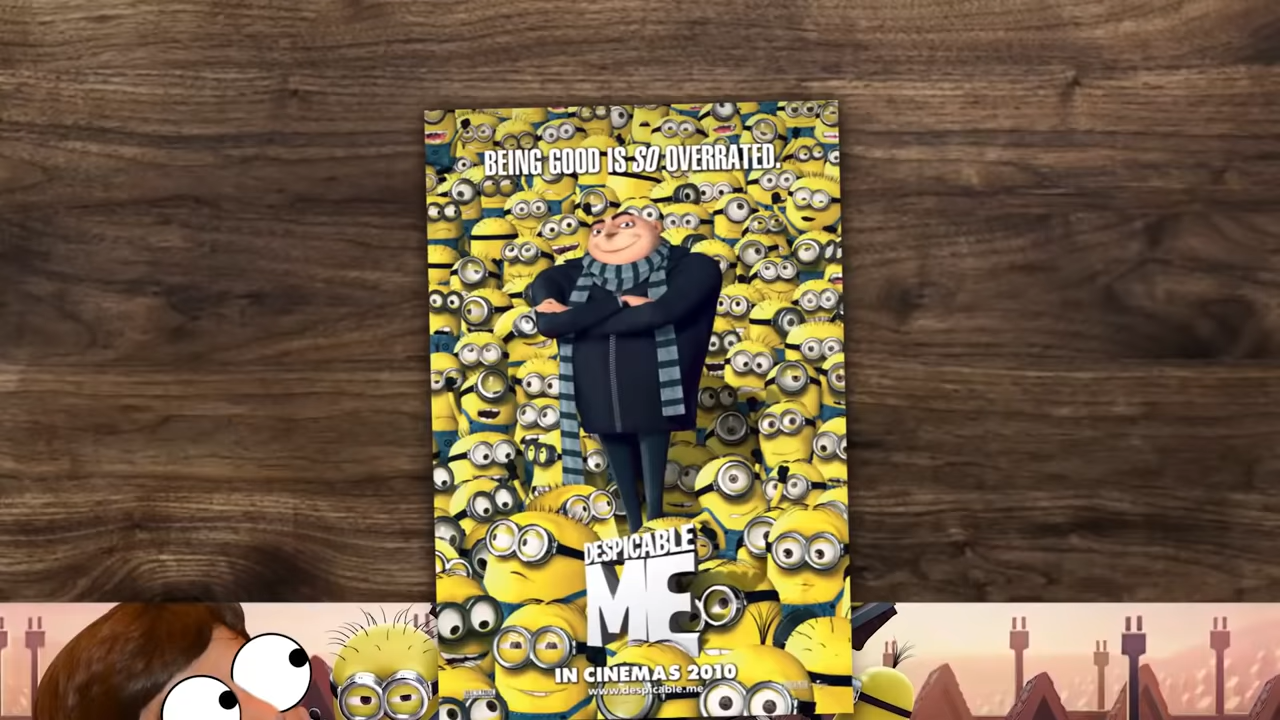 BEING GOOD IS SO OVERRATED.
DESPICABLE
ME
IN CINEMAS 2010
www.despicable.me